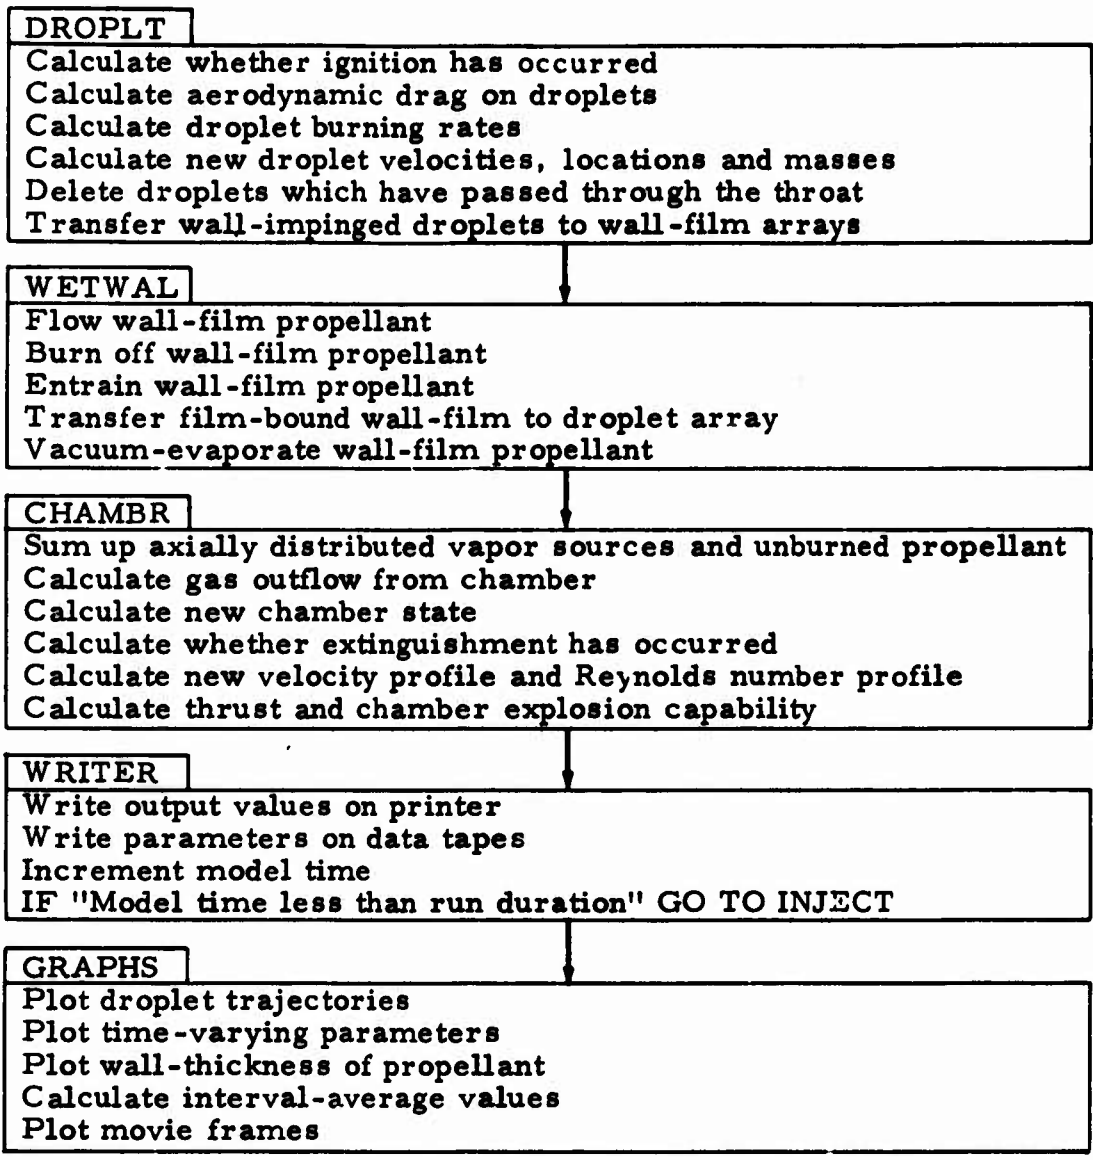 DROPLT
Calculate whether ignition has occurred
Calculate aerodynamic drag on droplets
Calculate droplet burning rates
Calculate new droplet velocities, locations and masses
Delete droplets which have passed through the throat
Transfer wall-impinged droplets to wall-film arrays
WETWAL
Flow wall-film propellant
Burn off wall-film propellant
Entrain wall-film propellant
Transfer film-bound wall-film to droplet array
Vacuum-evaporate wall-film propellant
CHAMBR
Sum up axially distributed vapor sources and unburned propellant
Calculate gas outflow from chamber
Calculate new chamber state
Calculate whether extinguishment has occurred
Calculate new velocity profile and Reynolds number profile
Calculate thrust and chamber explosion capability
WRITER
Write output values on printer
Write parameters on data tapes
Increment model time
IF "Model time less than run duration" GO TO INJECT
GRAPHS
Plot droplet trajectories
Plot time-varying parameters
Plot wall-thickness of propellant
Calculate interval-average values
Plot movie frames